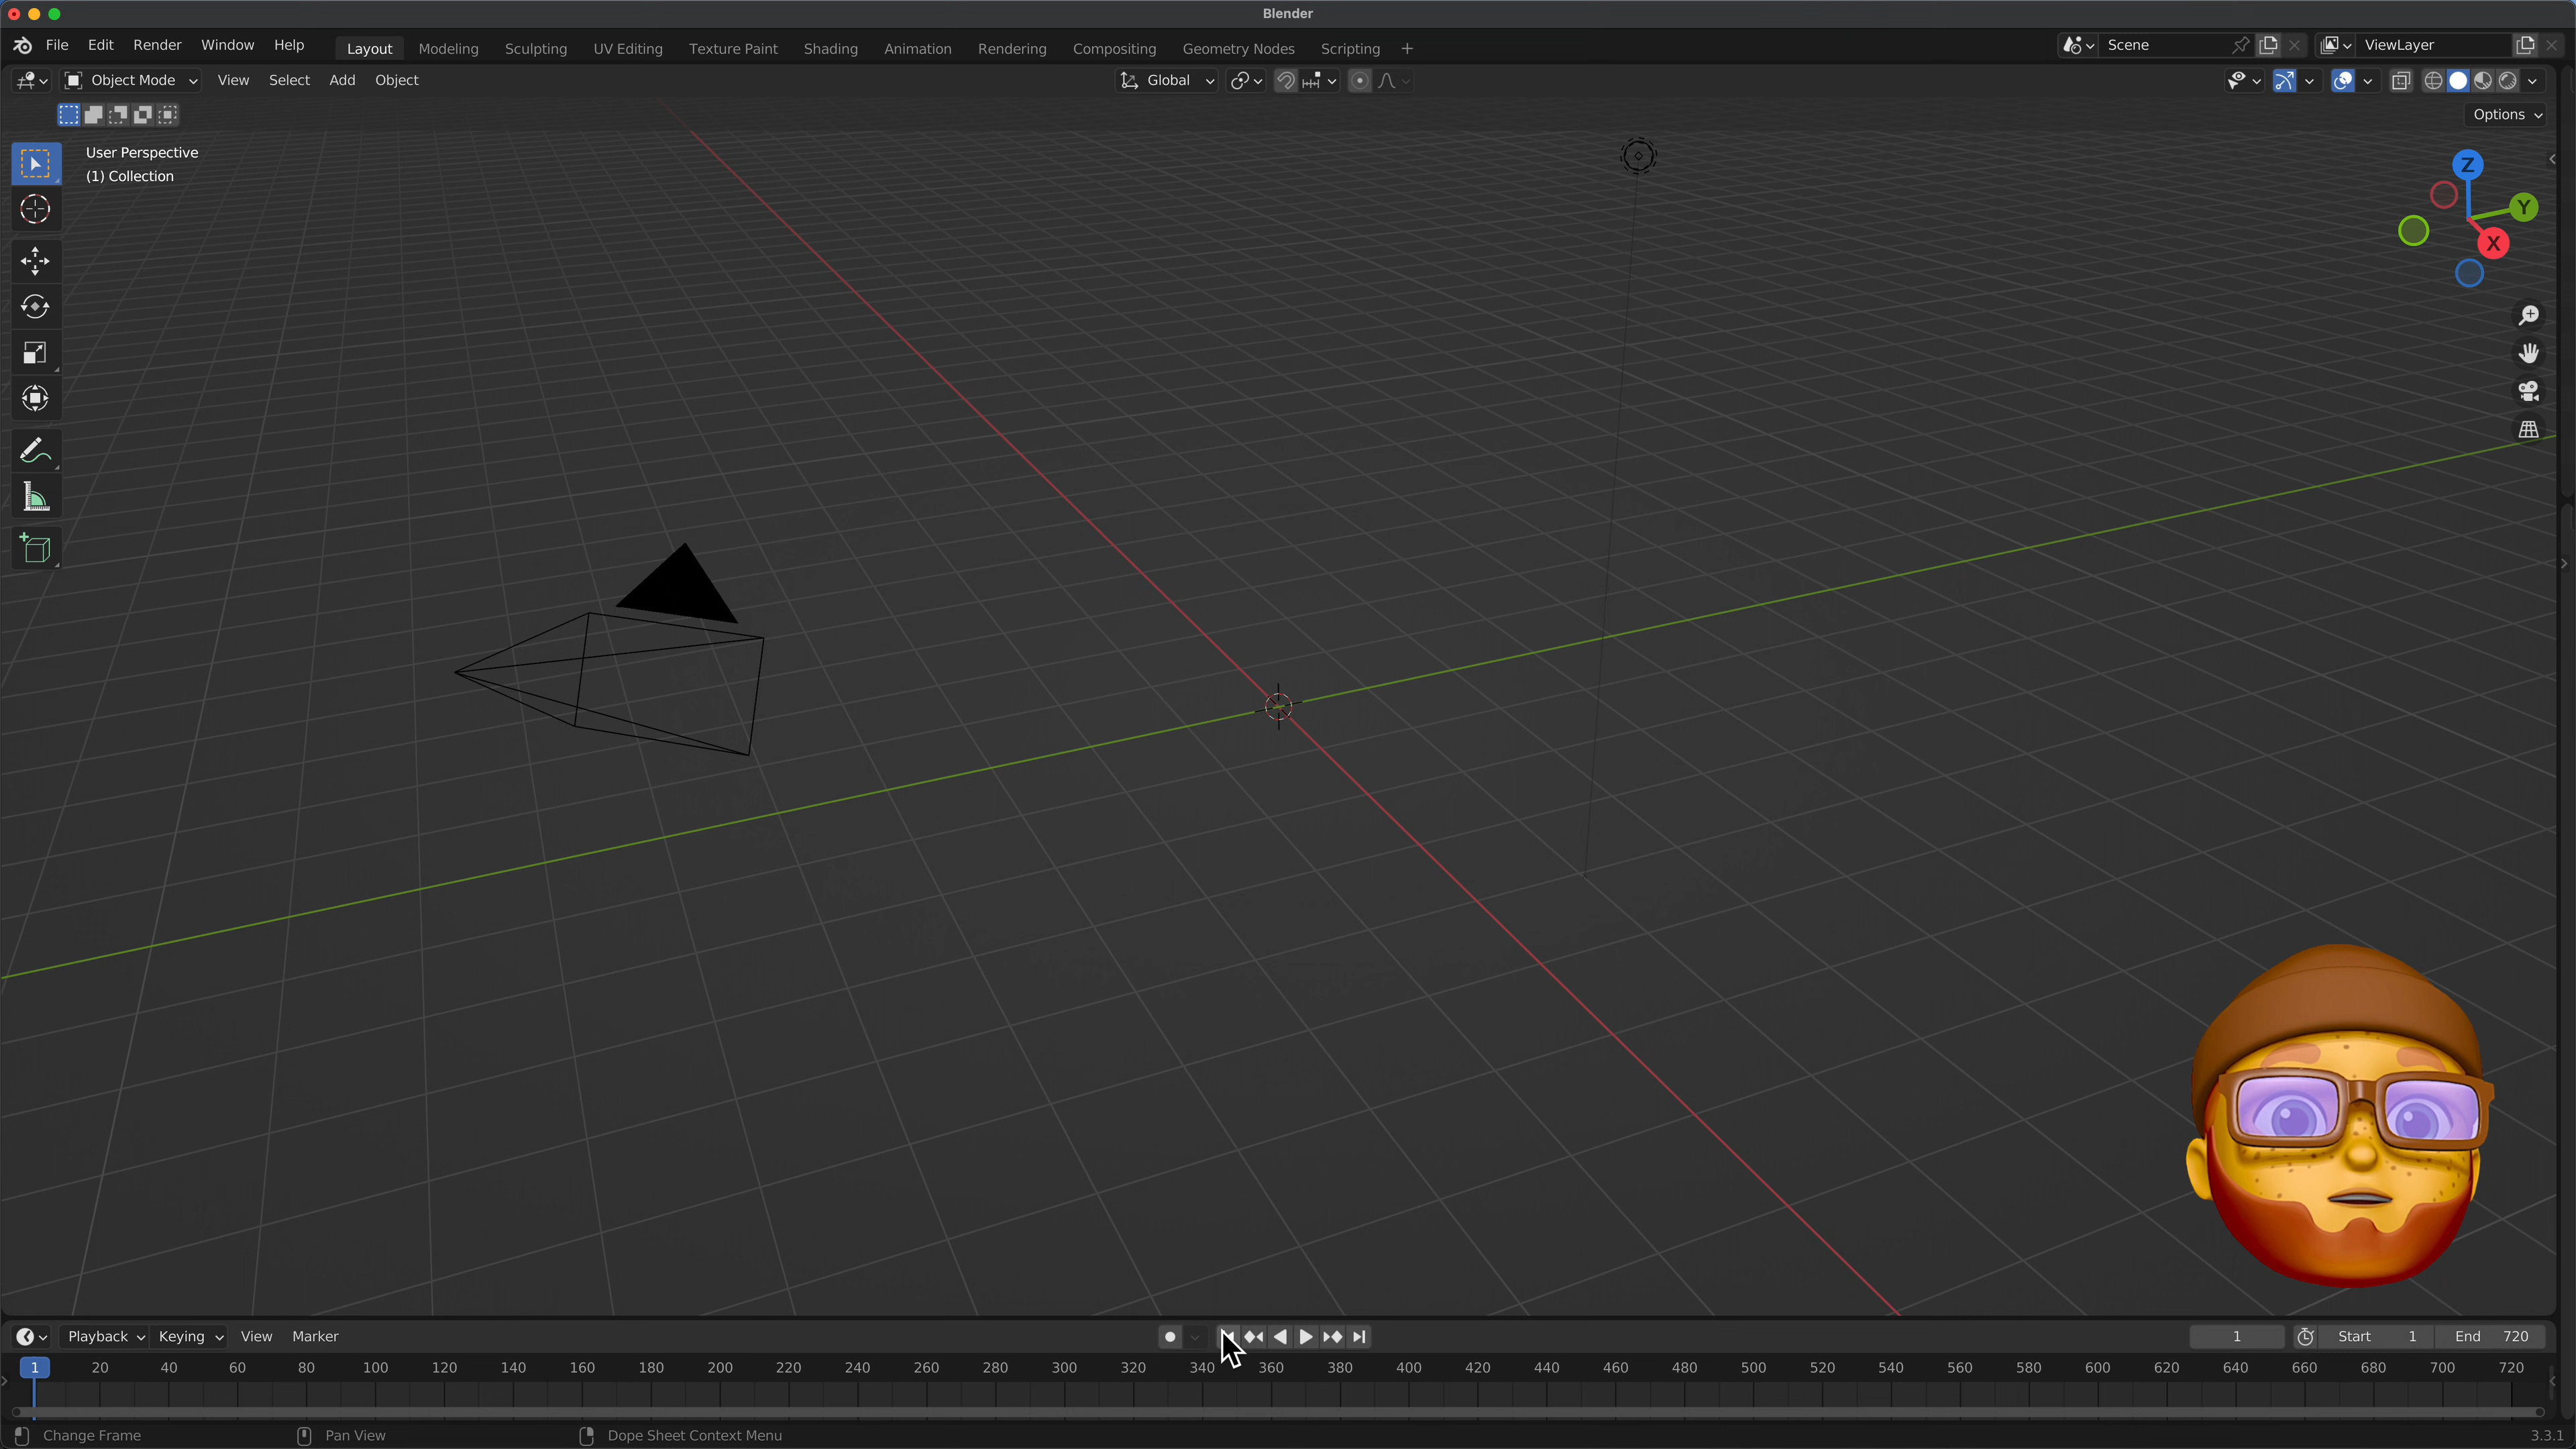 Blender
File Edit Render Window Help Layout Modeling Sculpting UV Editing Texture Paint Shading Animation Rendering Compositing Geometry Nodes Scripting + Scene ViewLayer
Object Mode View Select Add Object Global
Options
User Perspective
(1) Collection
Z
Y
X
Playback Keying View Marker 1 Start 1 End 720
1 20 40 60 80 100 120 140 160 180 200 220 240 260 280 300 320 340 360 380 400 420 440 460 480 500 520 540 560 580 600 620 640 660 680 700 720
Change Frame Pan View Dope Sheet Context Menu 3.3.1